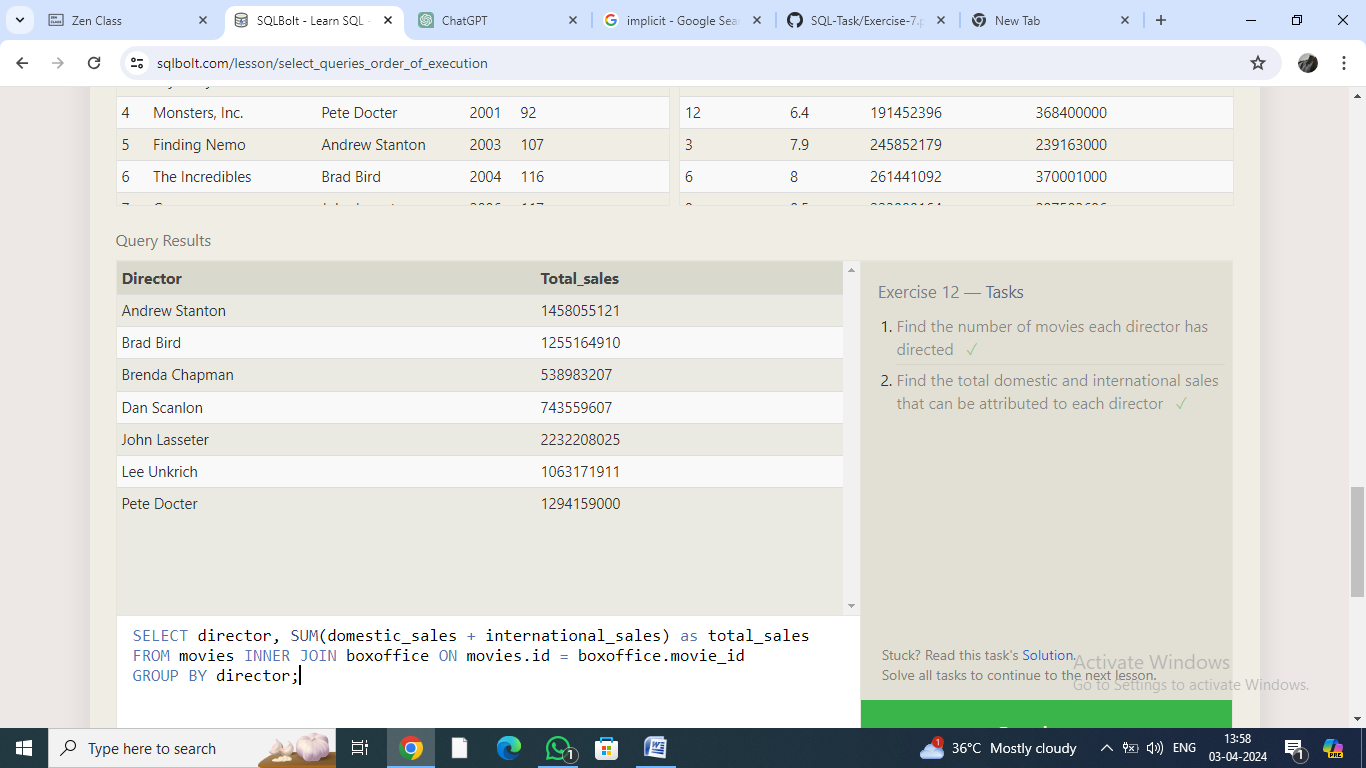 Zen Class
SQLBolt - Learn SQL
ChatGPT
implicit - Google Sea
SQL-Task/Exercise-7.p
New Tab
sqlbolt.com/lesson/select_queries_order_of_execution
4 Monsters, Inc. Pete Docter 2001 92
12 6.4 191452396 368400000
5 Finding Nemo Andrew Stanton 2003 107
3 7.9 245852179 239163000
6 The Incredibles Brad Bird 2004 116
6 8 261441092 370001000
Query Results
Director Total_sales
Andrew Stanton 1458055121
Brad Bird 1255164910
Brenda Chapman 538983207
Dan Scanlon 743559607
John Lasseter 2232208025
Lee Unkrich 1063171911
Pete Docter 1294159000
Exercise 12 — Tasks
1. Find the number of movies each director has
directed ✓
2. Find the total domestic and international sales
that can be attributed to each director ✓
SELECT director, SUM(domestic_sales + international_sales) as total_sales
FROM movies INNER JOIN boxoffice ON movies.id = boxoffice.movie_id
GROUP BY director;
Stuck? Read this task's Solution.
Solve all tasks to continue to the next lesson.
Activate Windows
Go to Settings to activate Windows.
Type here to search
1
1
36°C Mostly cloudy
ENG
13:58
03-04-2024
1
PRE